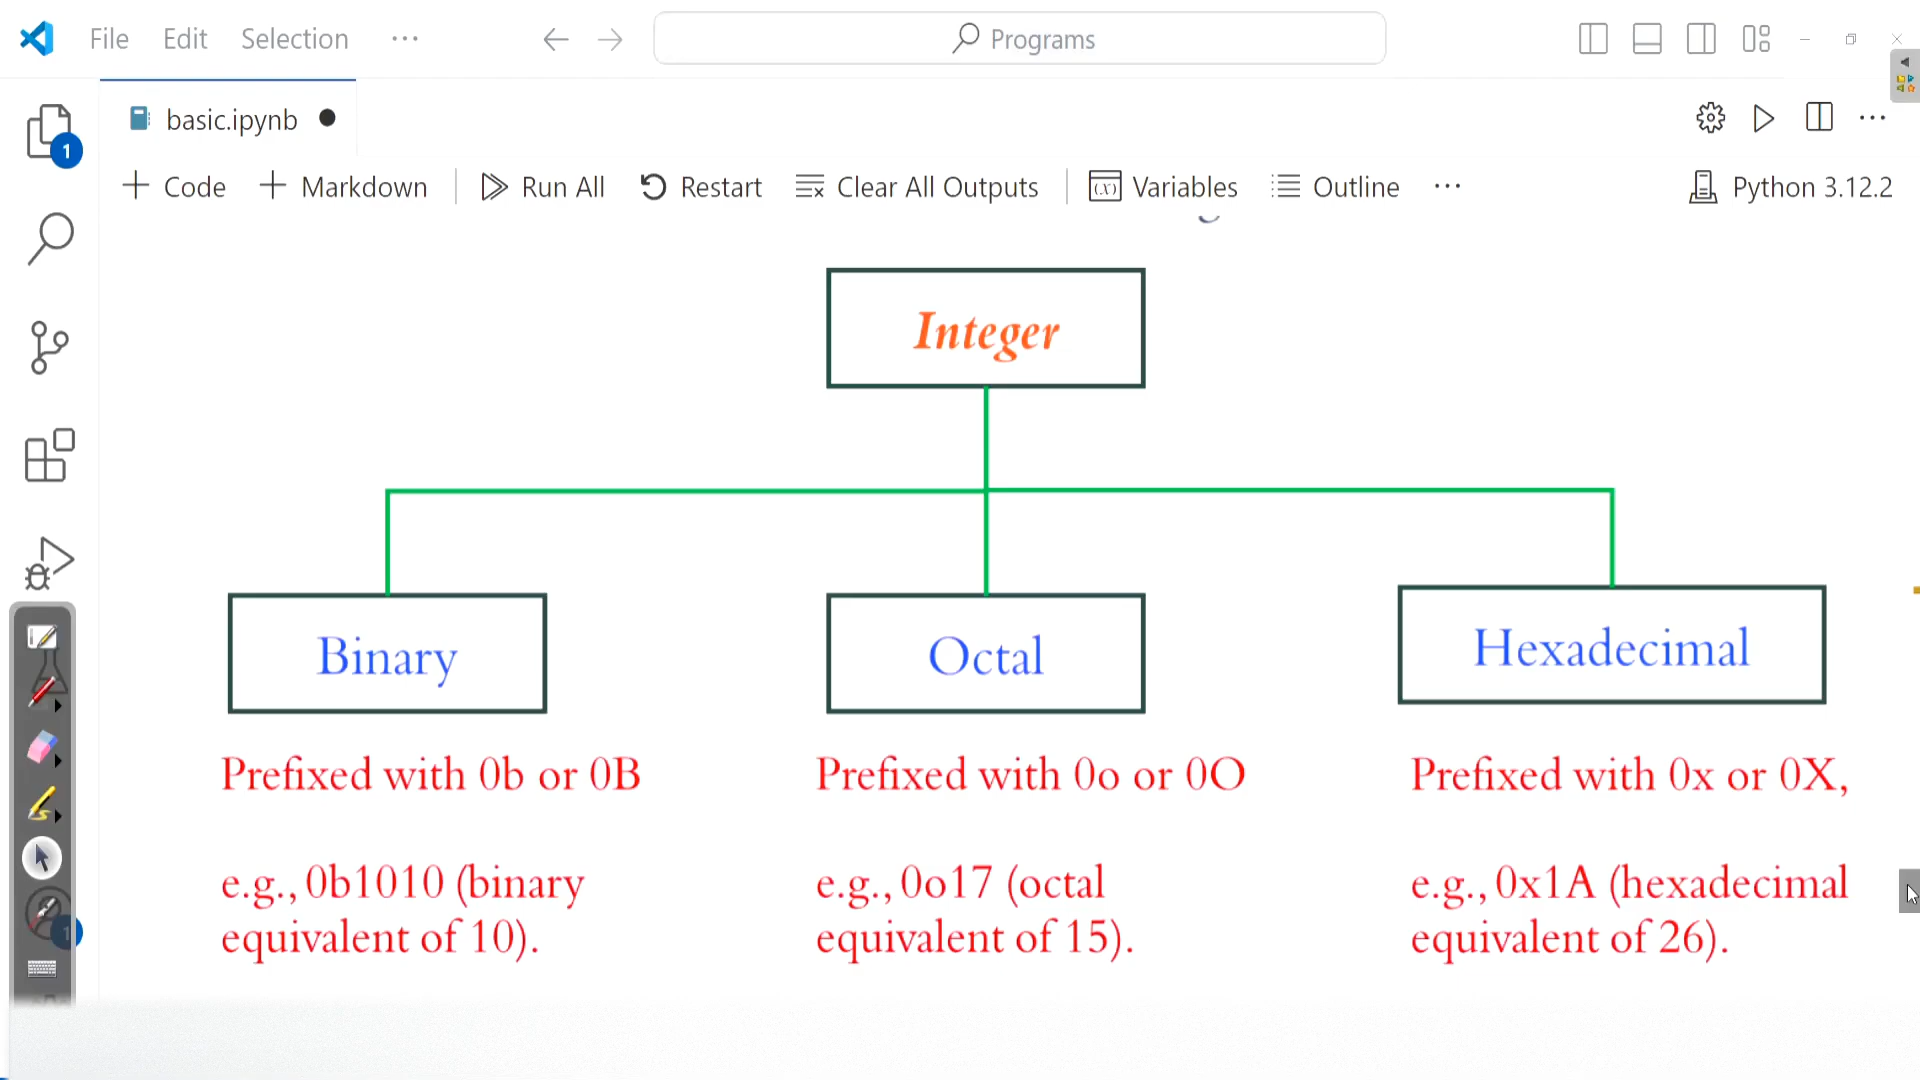 File Edit Selection ··· Programs
basic.ipynb
1
Code Markdown Run All Restart Clear All Outputs (x) Variables Outline ··· Python 3.12.2
Integer
Binary Octal Hexadecimal
Prefixed with 0b or 0B Prefixed with 0o or 0O Prefixed with 0x or 0X,
e.g., 0b1010 (binary e.g., 0o17 (octal e.g., 0x1A (hexadecimal
equivalent of 10). equivalent of 15). equivalent of 26).
1